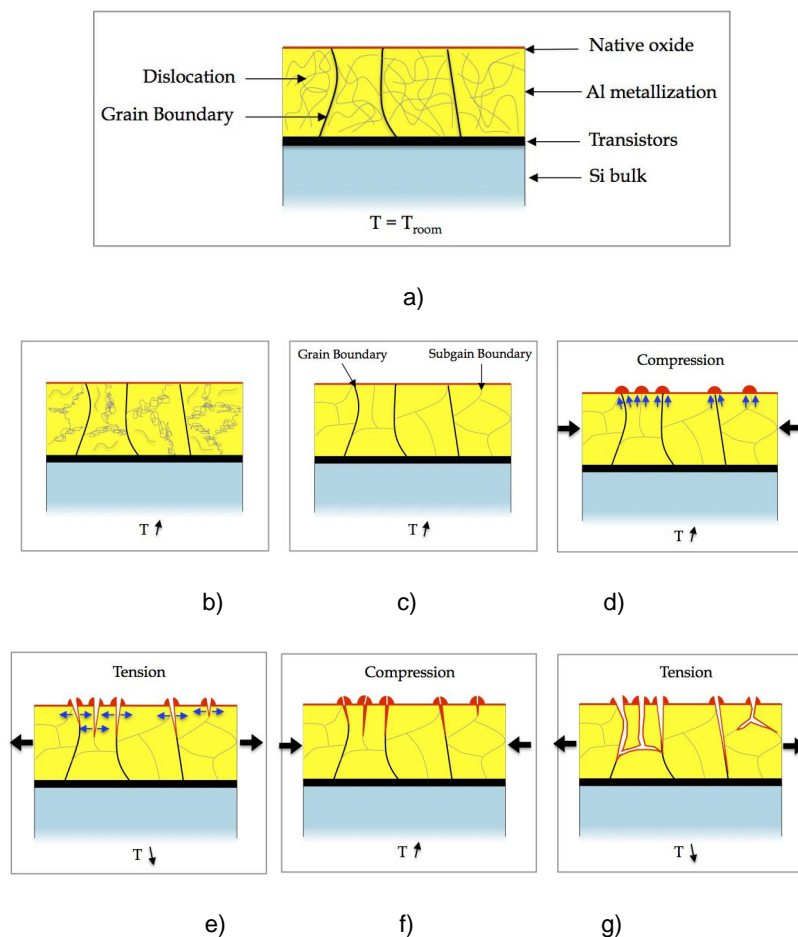 Native oxide
Dislocation
Al metallization
Grain Boundary
Transistors
Si bulk
T = Troom
a)
Grain Boundary
Subgain Boundary
Compression
T
T
T
b)
c)
d)
Tension
Compression
Tension
T
T
T
e)
f)
g)